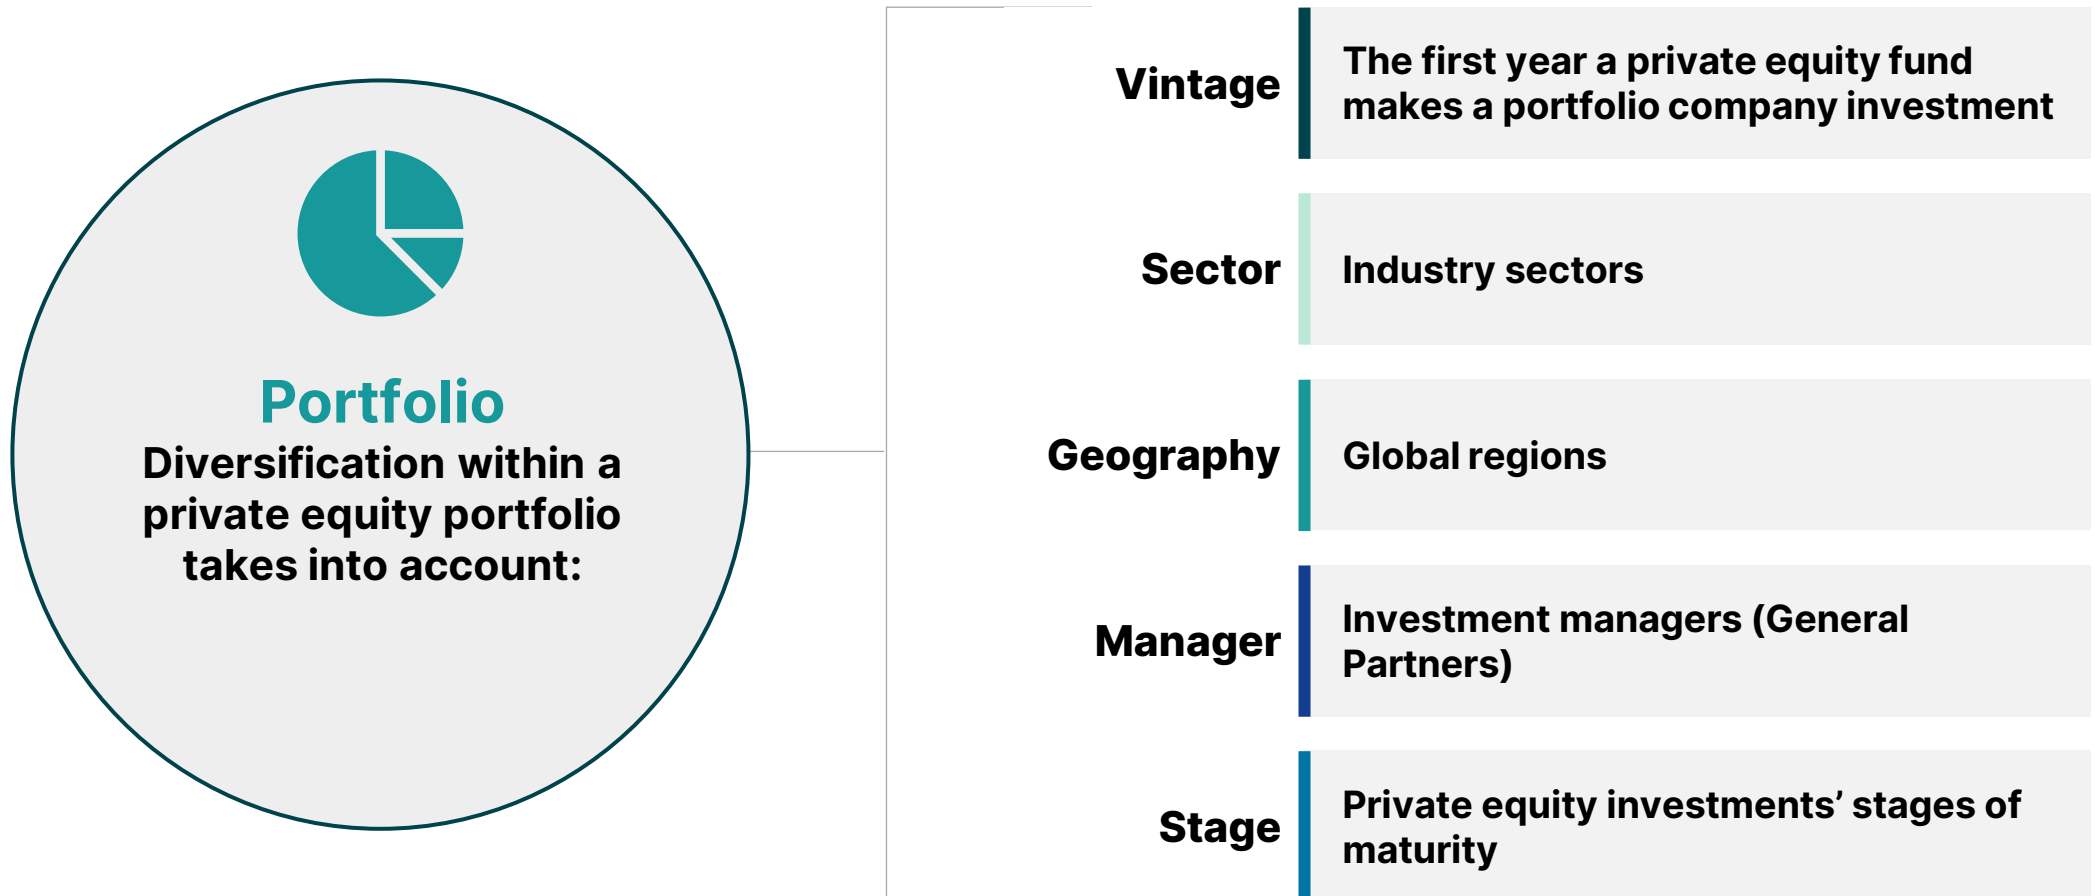 Portfolio
Diversification within a
private equity portfolio
takes into account:
Vintage
The first year a private equity fund
makes a portfolio company investment
Sector
Industry sectors
Geography
Global regions
Manager
Investment managers (General
Partners)
Stage
Private equity investments’ stages of
maturity